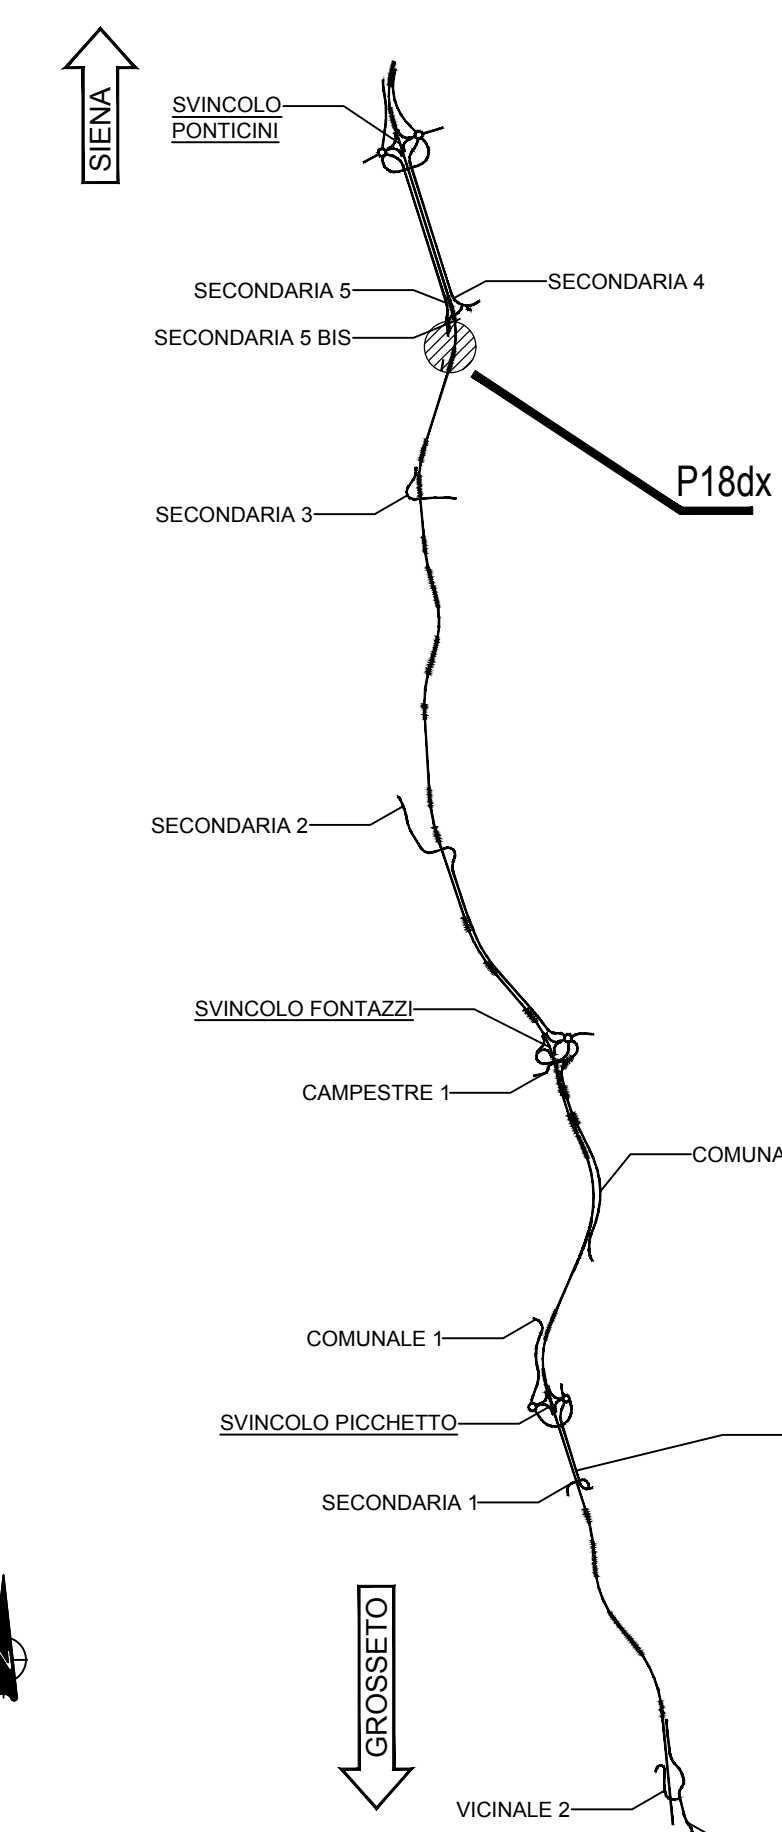 SIENA
SVINCOLO
PONTICINI
SECONDARIA 5
SECONDARIA 4
SECONDARIA 5 BIS
P18dx
SECONDARIA 3
SECONDARIA 2
SVINCOLO FONTAZZI
CAMPESTRE 1
COMUNA
COMUNALE 1
SVINCOLO PICCHETTO
SECONDARIA 1
GROSSETO
VICINALE 2